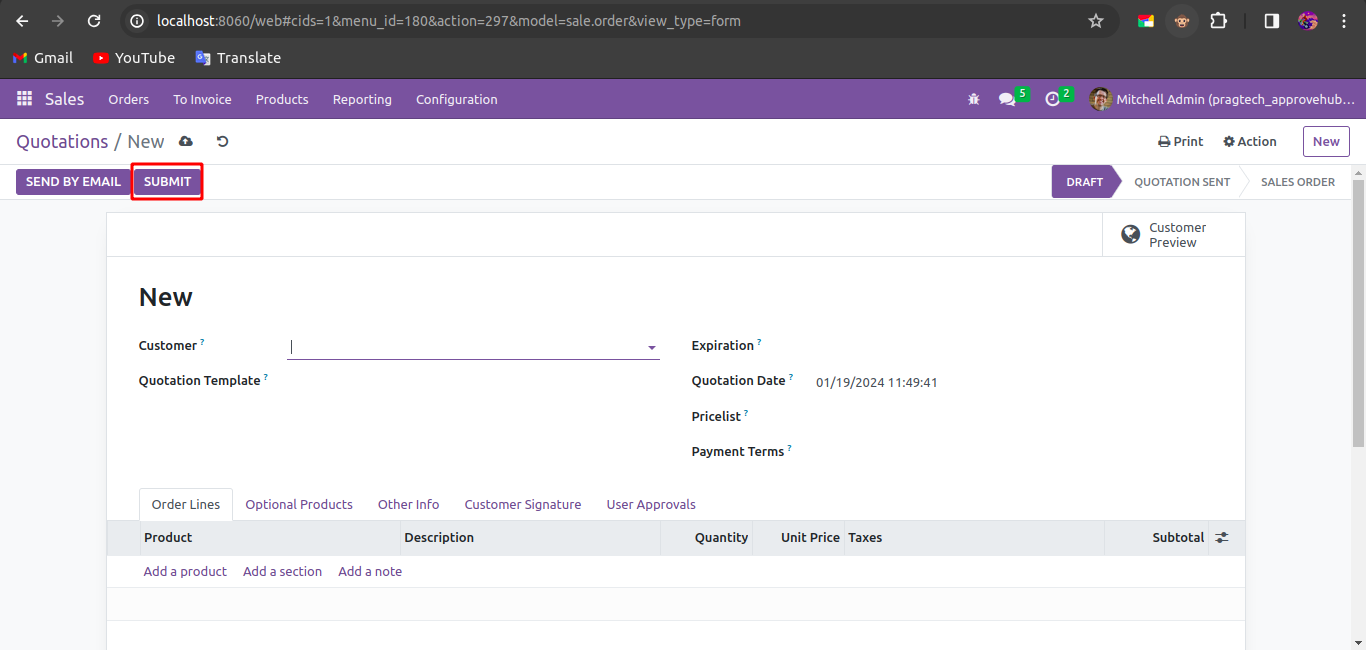 localhost:8060/web#cids=1&menu_id=180&action=297&model=sale.order&view_type=form
Gmail YouTube Translate
Sales Orders To Invoice Products Reporting Configuration 5 2 Mitchell Admin (pragtech_approvehub...
Quotations / New Print Action New
SEND BY EMAIL SUBMIT DRAFT QUOTATION SENT SALES ORDER
Customer
Preview
New
Customer ? Expiration ?
Quotation Template ? Quotation Date ? 01/19/2024 11:49:41
Pricelist ?
Payment Terms ?
Order Lines Optional Products Other Info Customer Signature User Approvals
Product Description Quantity Unit Price Taxes Subtotal
Add a product Add a section Add a note